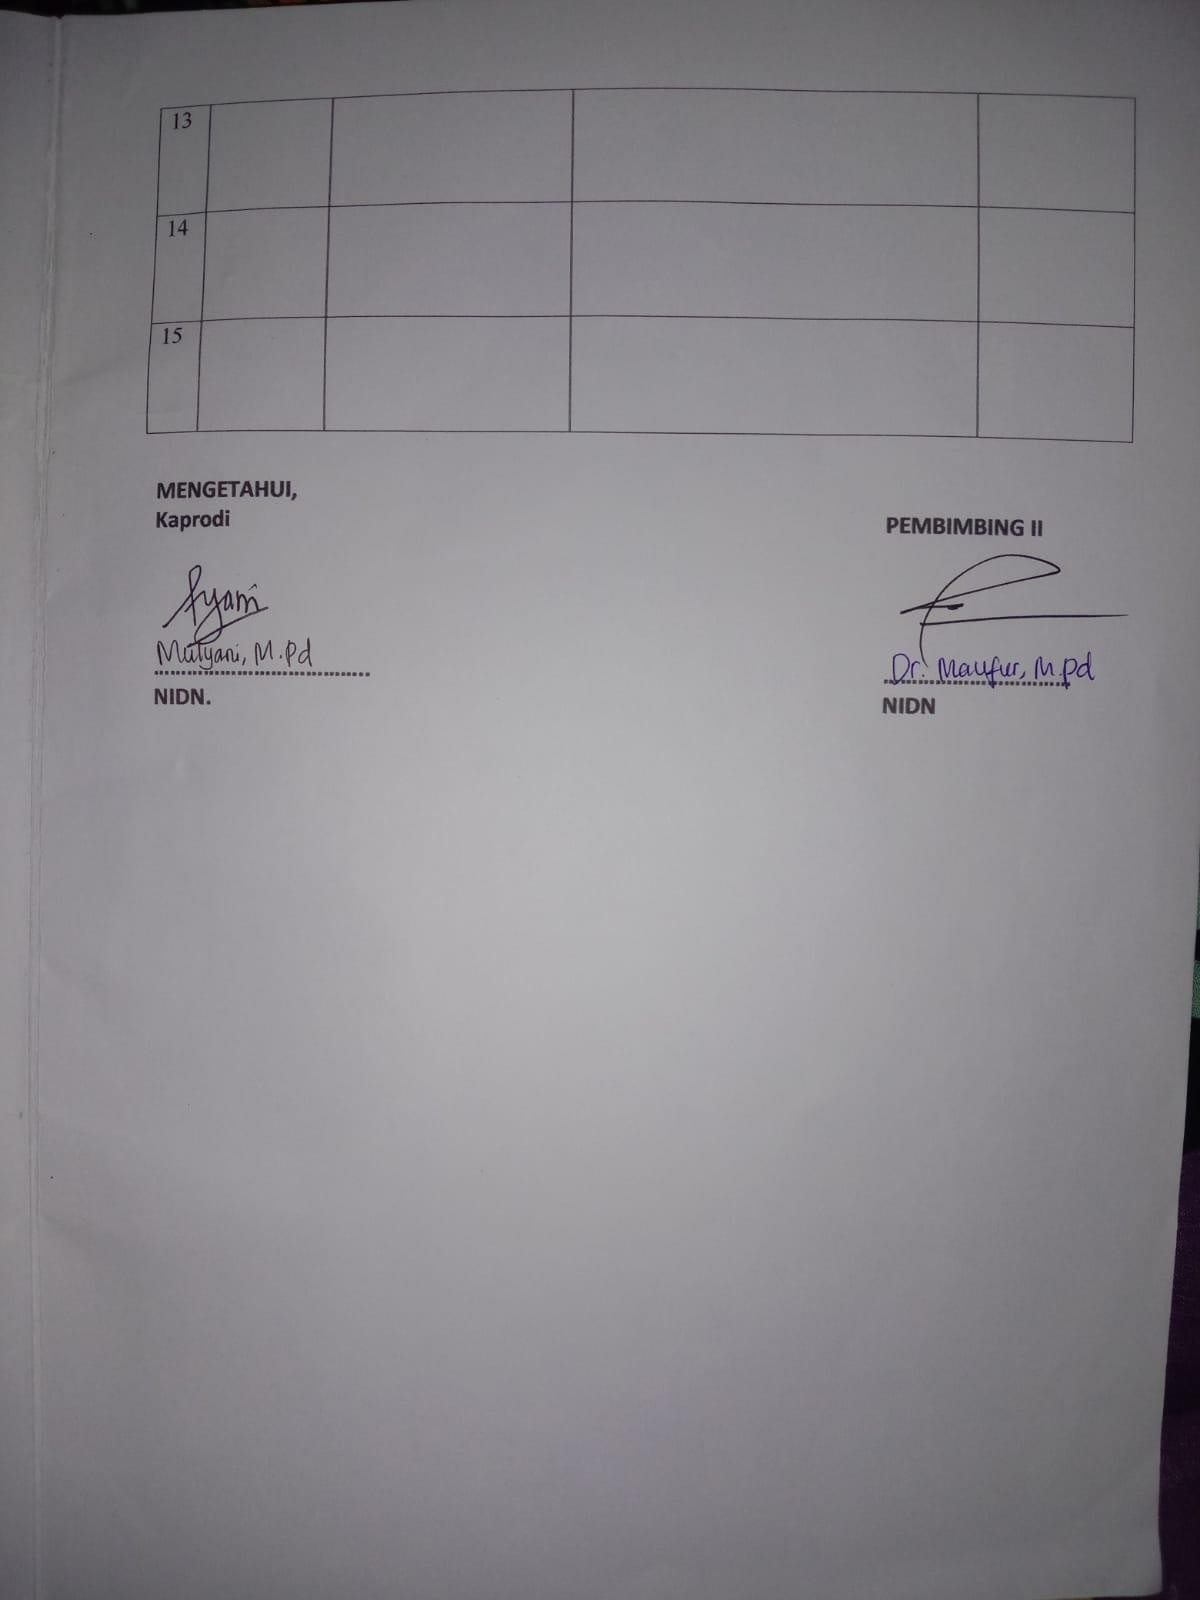 13
14
15
MENGETAHUI,
Kaprodi
PEMBIMBING II
Mulyani, M.Pd
Dr. Maufur, M.Pd
NIDN.
NIDN